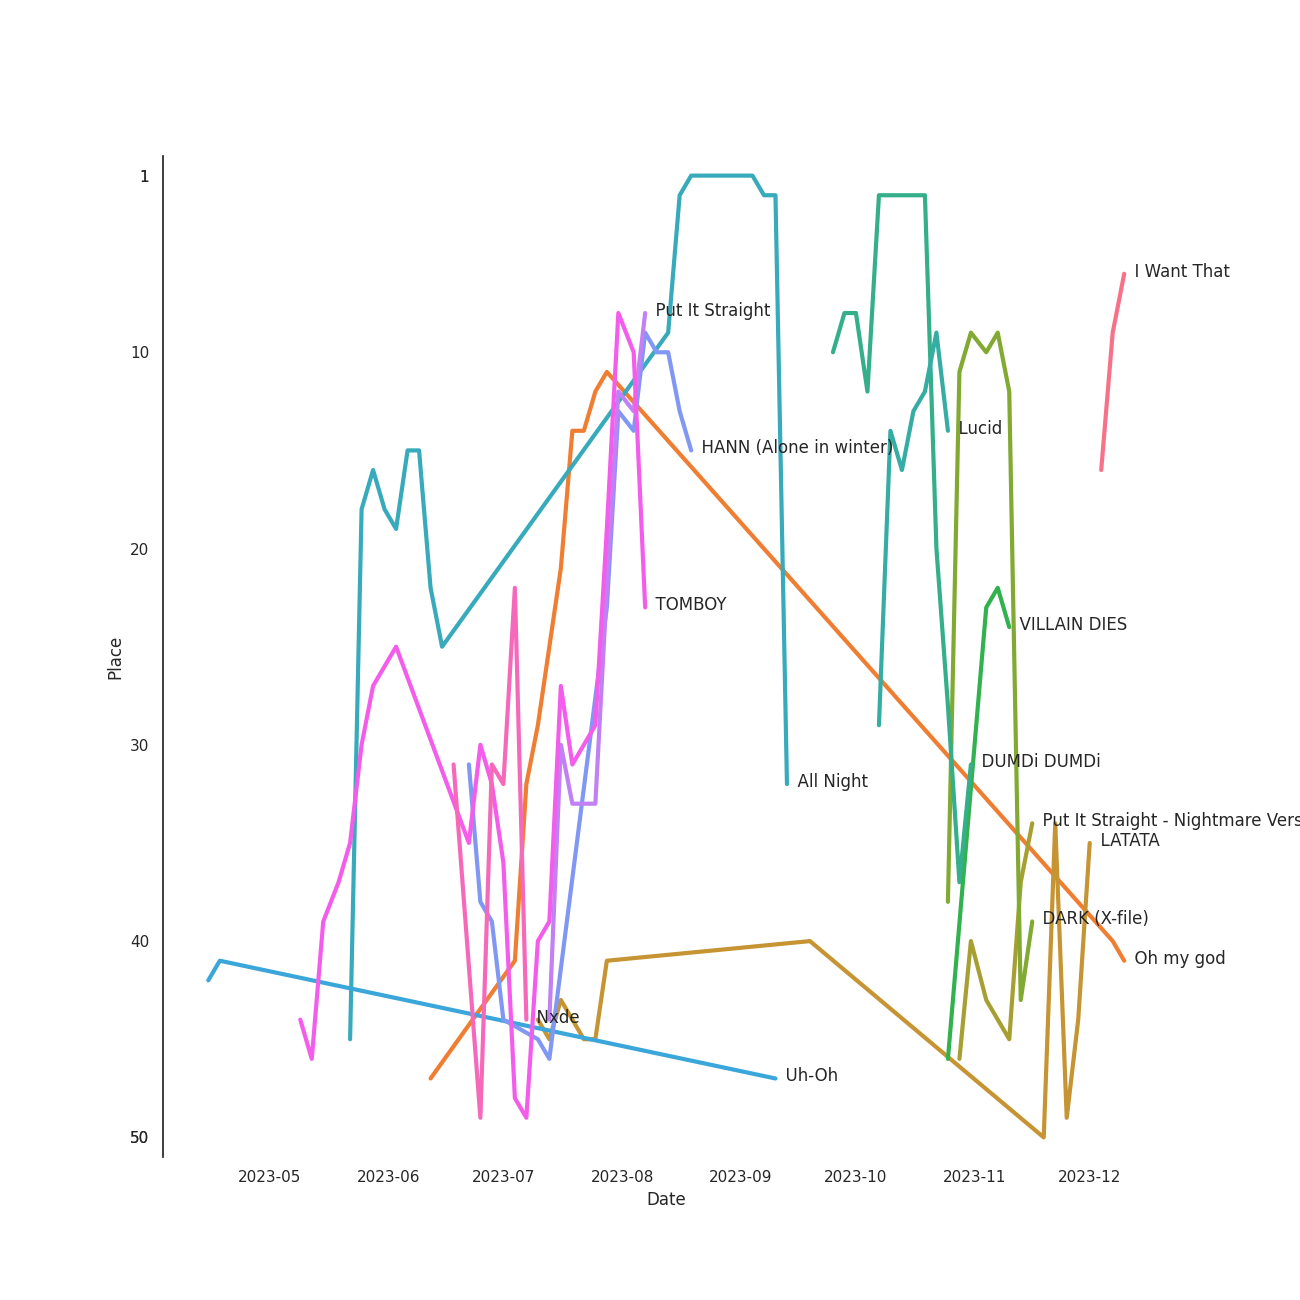 1
I Want That
Put It Straight
10
Lucid
HANN (Alone in winter)
20
TOMBOY
VILLAIN DIES
Place
30
DUMDi DUMDi
All Night
Put It Straight - Nightmare Vers
LATATA
DARK (X-file)
40
Oh my god
Nxde
Uh-Oh
50
2023-05 2023-06 2023-07 2023-08 2023-09 2023-10 2023-11 2023-12
Date